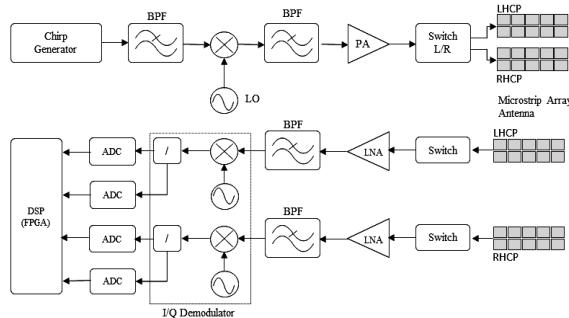 BPF
BPF
LHCP
Chirp
Generator
PA
Switch
L/R
LO
RHCP
Microstrip Array
Antenna
BPF
LHCP
ADC
/
LNA
Switch
ADC
DSP
(FPGA)
BPF
ADC
/
LNA
Switch
RHCP
ADC
I/Q Demodulator